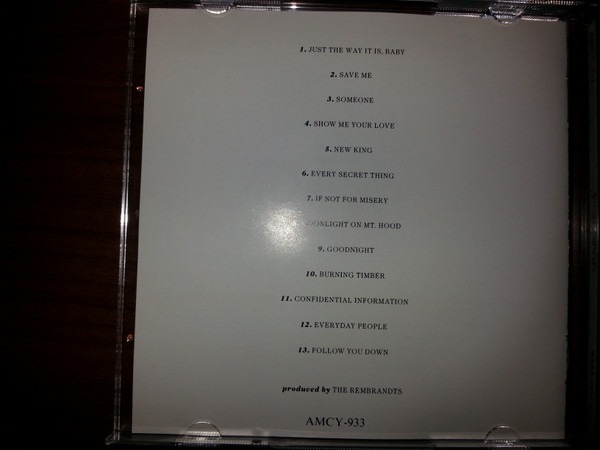 1. JUST THE WAY IT IS, BABY
2. SAVE ME
3. SOMEONE
4. SHOW ME YOUR LOVE
5. NEW KING
6. EVERY SECRET THING
7. IF NOT FOR MISERY
ON MT. HOOD
9. GOODNIGHT
10. BURNING TIMBER
11. CONFIDENTIAL INFORMATION
12. EVERYDAY PEOPLE
13. FOLLOW YOU DOWN
produced by THE REMBRANDTS
AMCY-933